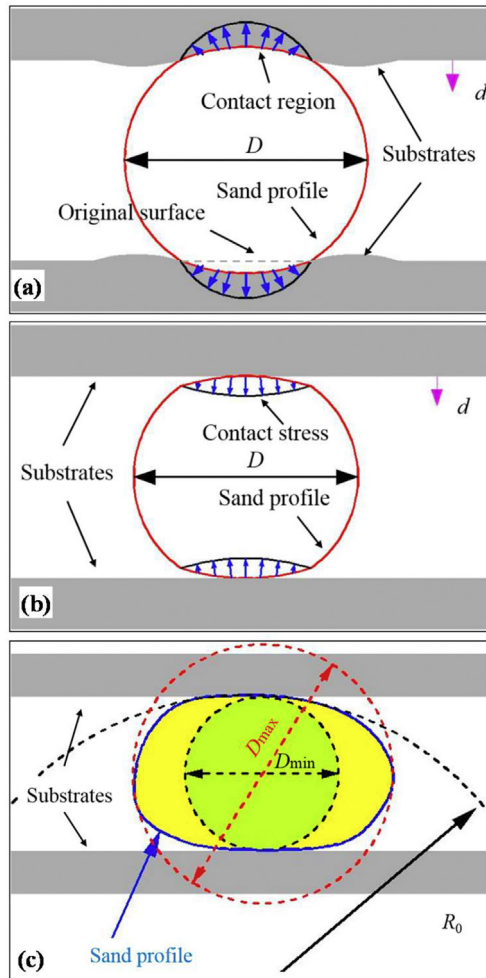 Contact region
d
D
Substrates
Sand profile
Original surface
(a)
d
Contact stress
Substrates
D
Sand profile
(b)
Dmax
Dmin
Substrates
R0
Sand profile
(c)